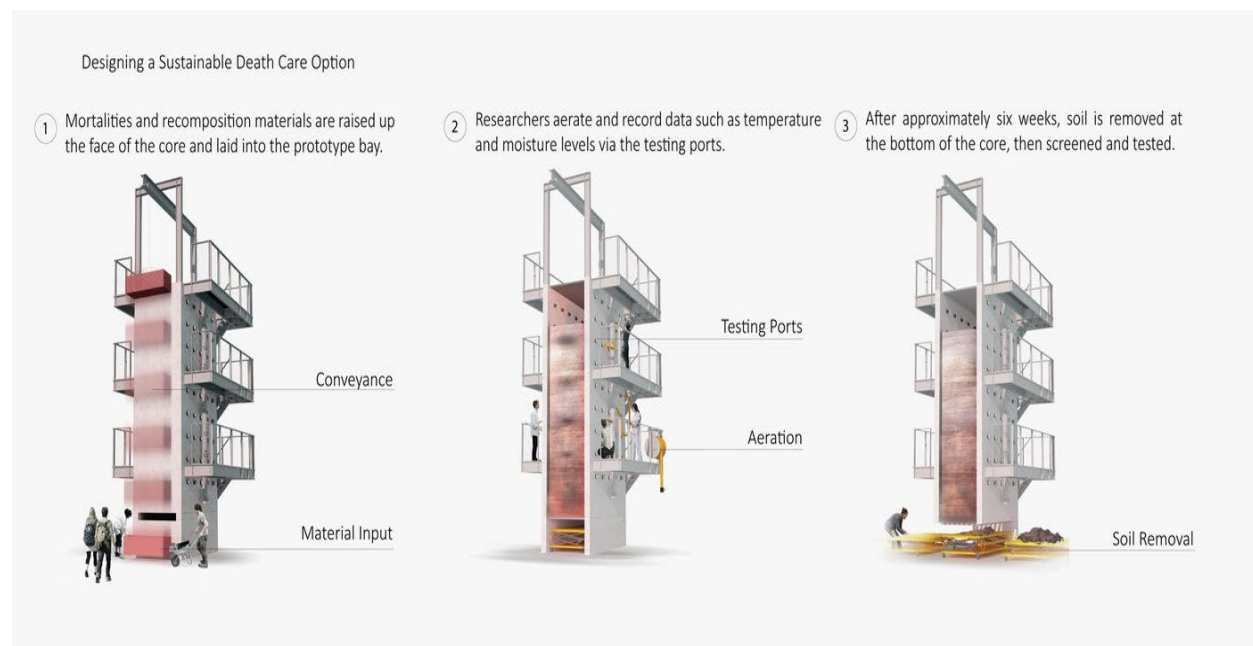 Designing a Sustainable Death Care Option
1
Mortalities and recomposition materials are raised up
the face of the core and laid into the prototype bay.
Conveyance
Material Input
2
Researchers aerate and record data such as temperature
and moisture levels via the testing ports.
Testing Ports
Aeration
3
After approximately six weeks, soil is removed at
the bottom of the core, then screened and tested.
Soil Removal